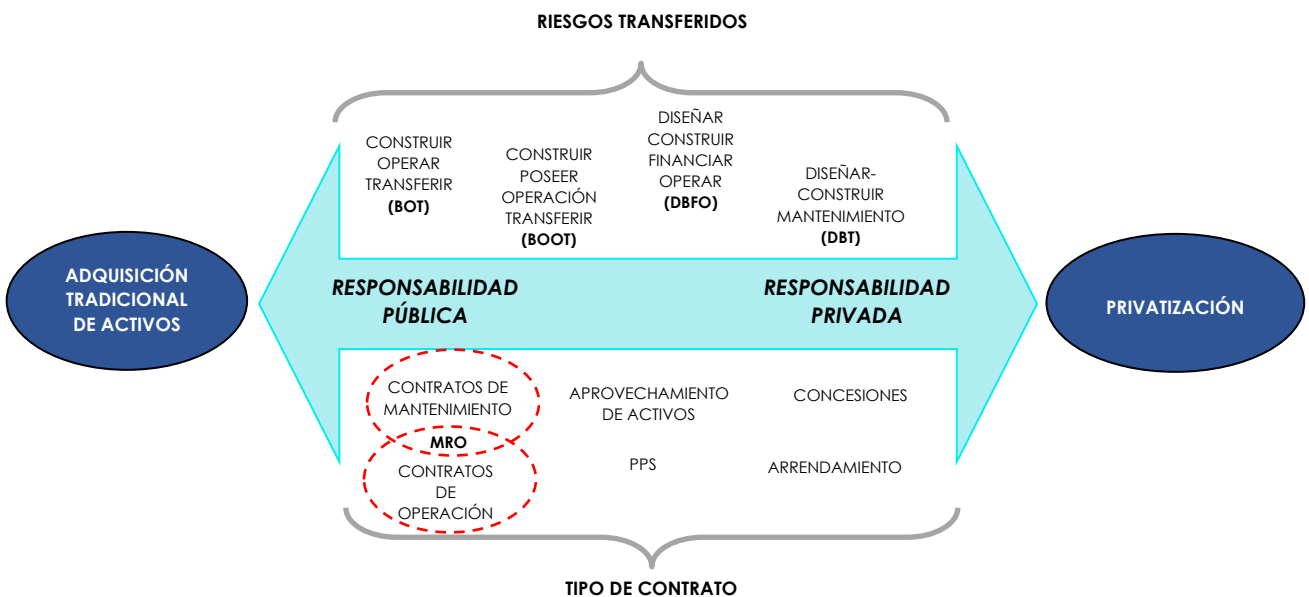 RIESGOS TRANSFERIDOS
CONSTRUIR
OPERAR
TRANSFERIR
(BOT)
CONSTRUIR
POSEER
OPERACIÓN
TRANSFERIR
(BOOT)
DISEÑAR
CONSTRUIR
FINANCIAR
OPERAR
(DBFO)
DISEÑAR-
CONSTRUIR
MANTENIMIENTO
(DBT)
ADQUISICIÓN
TRADICIONAL
DE ACTIVOS
RESPONSABILIDAD
PÚBLICA
RESPONSABILIDAD
PRIVADA
PRIVATIZACIÓN
CONTRATOS DE
MANTENIMIENTO
MRO
CONTRATOS
DE
OPERACIÓN
APROVECHAMIENTO
DE ACTIVOS
PPS
CONCESIONES
ARRENDAMIENTO
TIPO DE CONTRATO